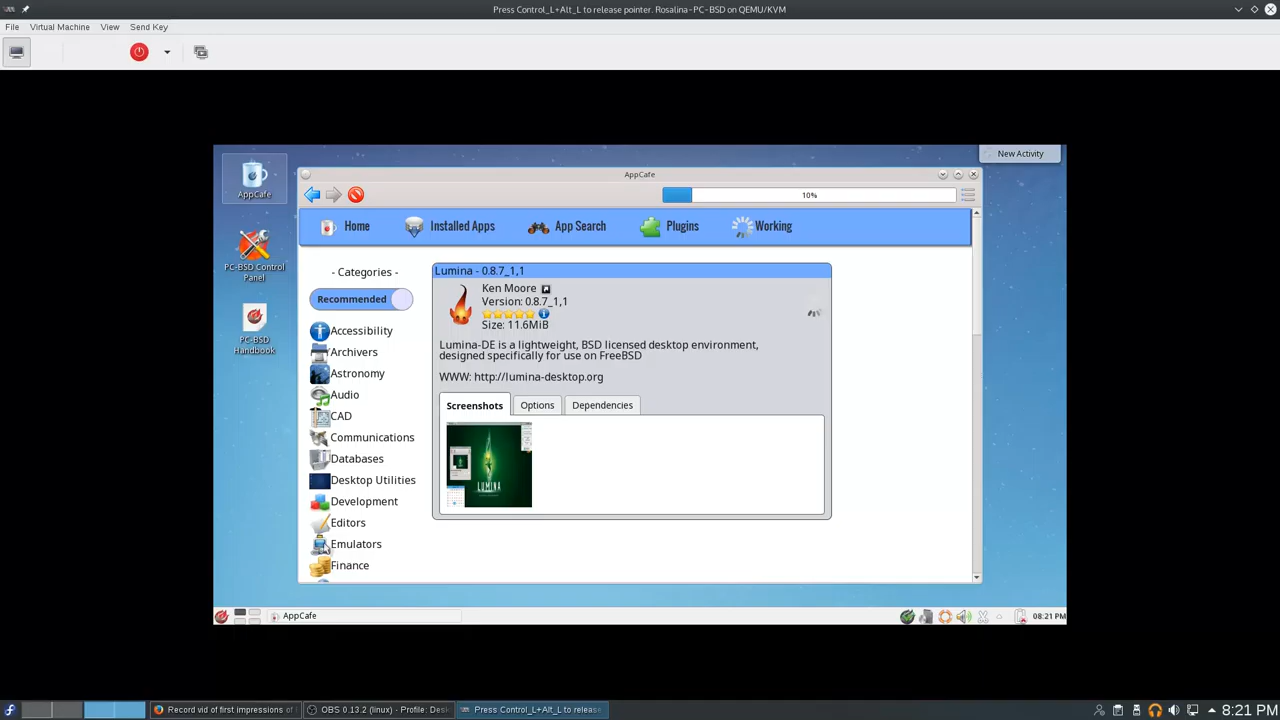 Press Control_L+Alt_L to release pointer. Rosalina-PC-BSD on QEMU/KVM
File Virtual Machine View Send Key
New Activity
AppCafe
AppCafe
10%
Home Installed Apps App Search Plugins Working
PC-BSD Control
Panel
PC-BSD
Handbook
- Categories -
Recommended
Accessibility
Archivers
Astronomy
Audio
CAD
Communications
Databases
Desktop Utilities
Development
Editors
Emulators
Finance
Lumina - 0.8.7_1,1
Ken Moore
Version: 0.8.7_1,1
Size: 11.6MiB
Lumina-DE is a lightweight, BSD licensed desktop environment,
designed specifically for use on FreeBSD
WWW: http://lumina-desktop.org
Screenshots Options Dependencies
LUMINA
AppCafe
08:21 PM
Record vid of first impressions of OBS 0.13.2 (linux) - Profile: Des Press Control_L+Alt_L to release
8:21 PM